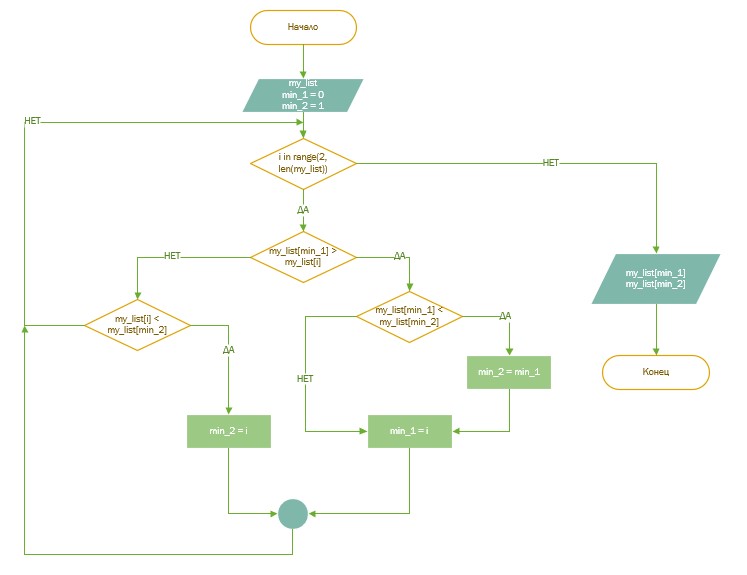 Начало
my_list
min_1 = 0
min_2 = 1
НЕТ
i in range(2,
len(my_list))
НЕТ
ДА
my_list[min_1] >
my_list[i]
НЕТ
ДА
my_list[min_1]
my_list[min_2]
my_list[i] <
my_list[min_2]
my_list[min_1] <
my_list[min_2]
ДА
ДА
НЕТ
min_2 = min_1
Конец
min_2 = i
min_1 = i